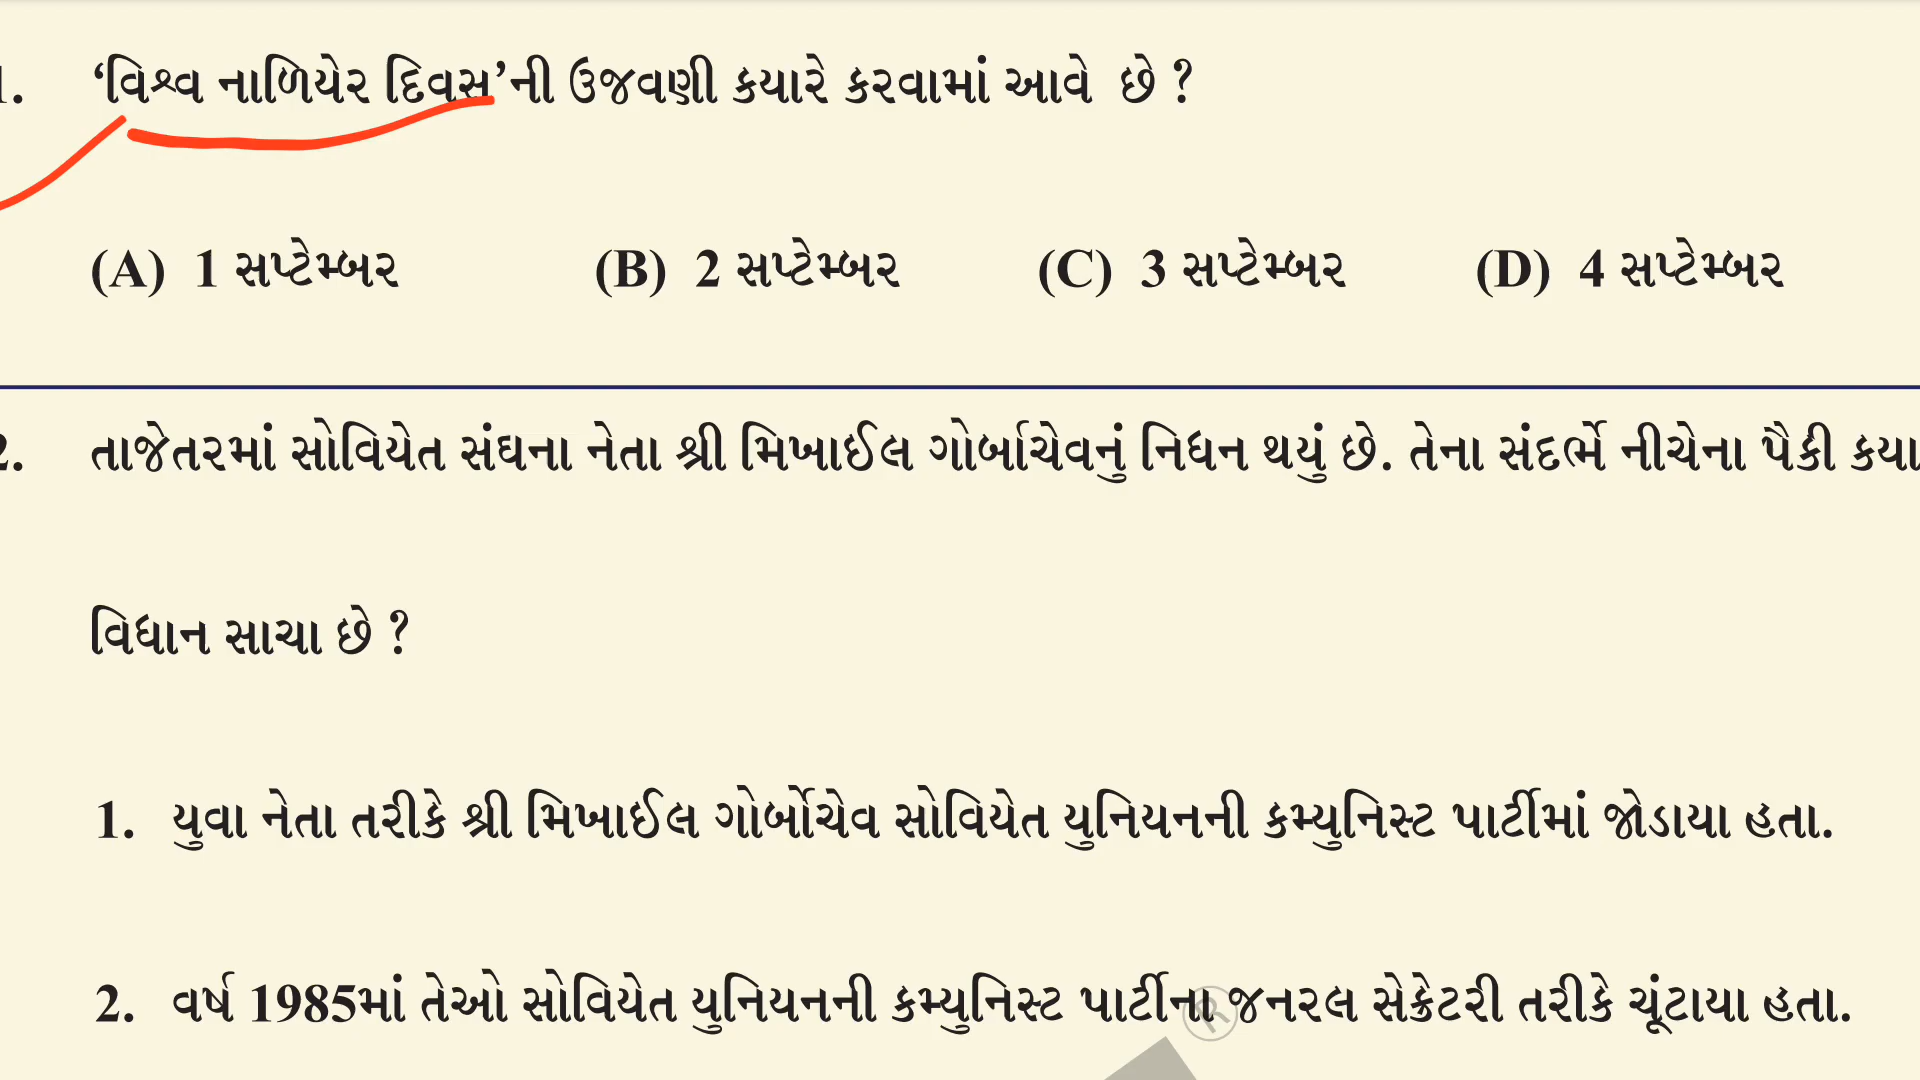 1. ‘વિશ્વ નાળિયેર દિવસ’ની ઉજવણી કયારે કરવામાં આવે છે ?
(A) 1 સપ્ટેમ્બર (B) 2 સપ્ટેમ્બર (C) 3 સપ્ટેમ્બર (D) 4 સપ્ટેમ્બર
2. તાજેતરમાં સોવિયેત સંઘના નેતા શ્રી મિખાઈલ ગોર્બાચેવનું નિધન થયું છે. તેના સંદર્ભે નીચેના પૈકી કયા
વિધાન સાચા છે ?
1. યુવા નેતા તરીકે શ્રી મિખાઈલ ગોર્બોચેવ સોવિયેત યુનિયનની કમ્યુનિસ્ટ પાર્ટીમાં જોડાયા હતા.
2. વર્ષ 1985માં તેઓ સોવિયેત યુનિયનની કમ્યુનિસ્ટ પાર્ટીના જનરલ સેક્રેટરી તરીકે ચૂંટાયા હતા.
®